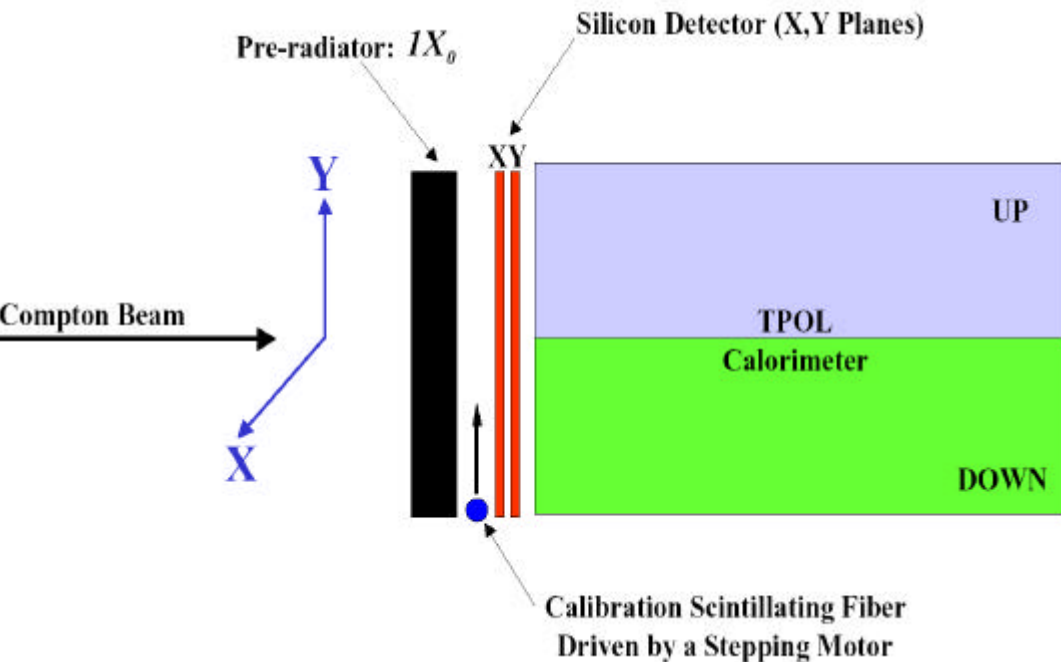 Silicon Detector (X,Y Planes)
Pre-radiator: 1X₀
XY
Y
UP
Compton Beam
TPOL
Calorimeter
X
DOWN
Calibration Scintillating Fiber
Driven by a Stepping Motor